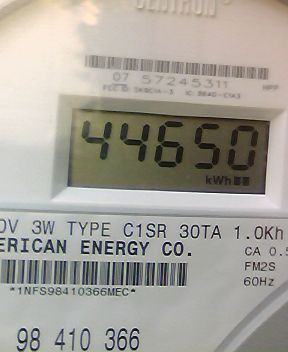 CENTRON
07 57245311
44650
kWh
0V 3W TYPE C1SR 30TA 1.0Kh
ERICAN ENERGY CO.
CA 0.5
FM2S
60Hz
*1NFS98410366MEC*
98 410 366